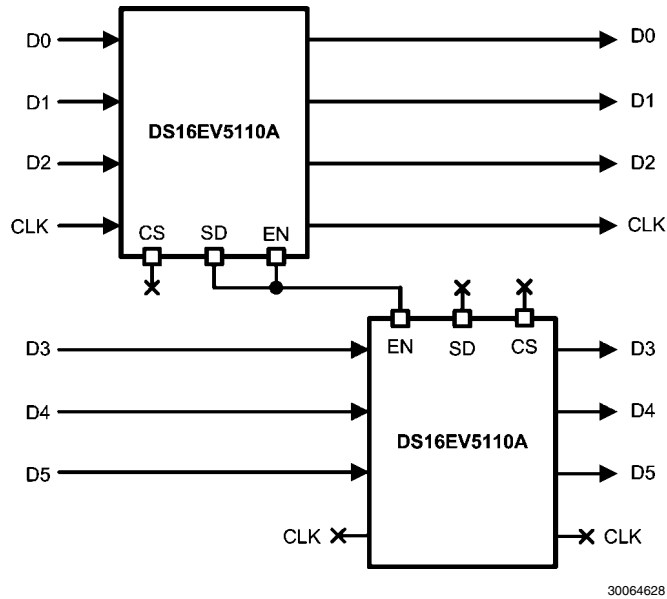 D0 D0
D1 D1
DS16EV5110A
D2 D2
CLK CS SD EN CLK
D3 EN SD CS D3
D4 D4
DS16EV5110A
D5 D5
CLK CLK
30064628